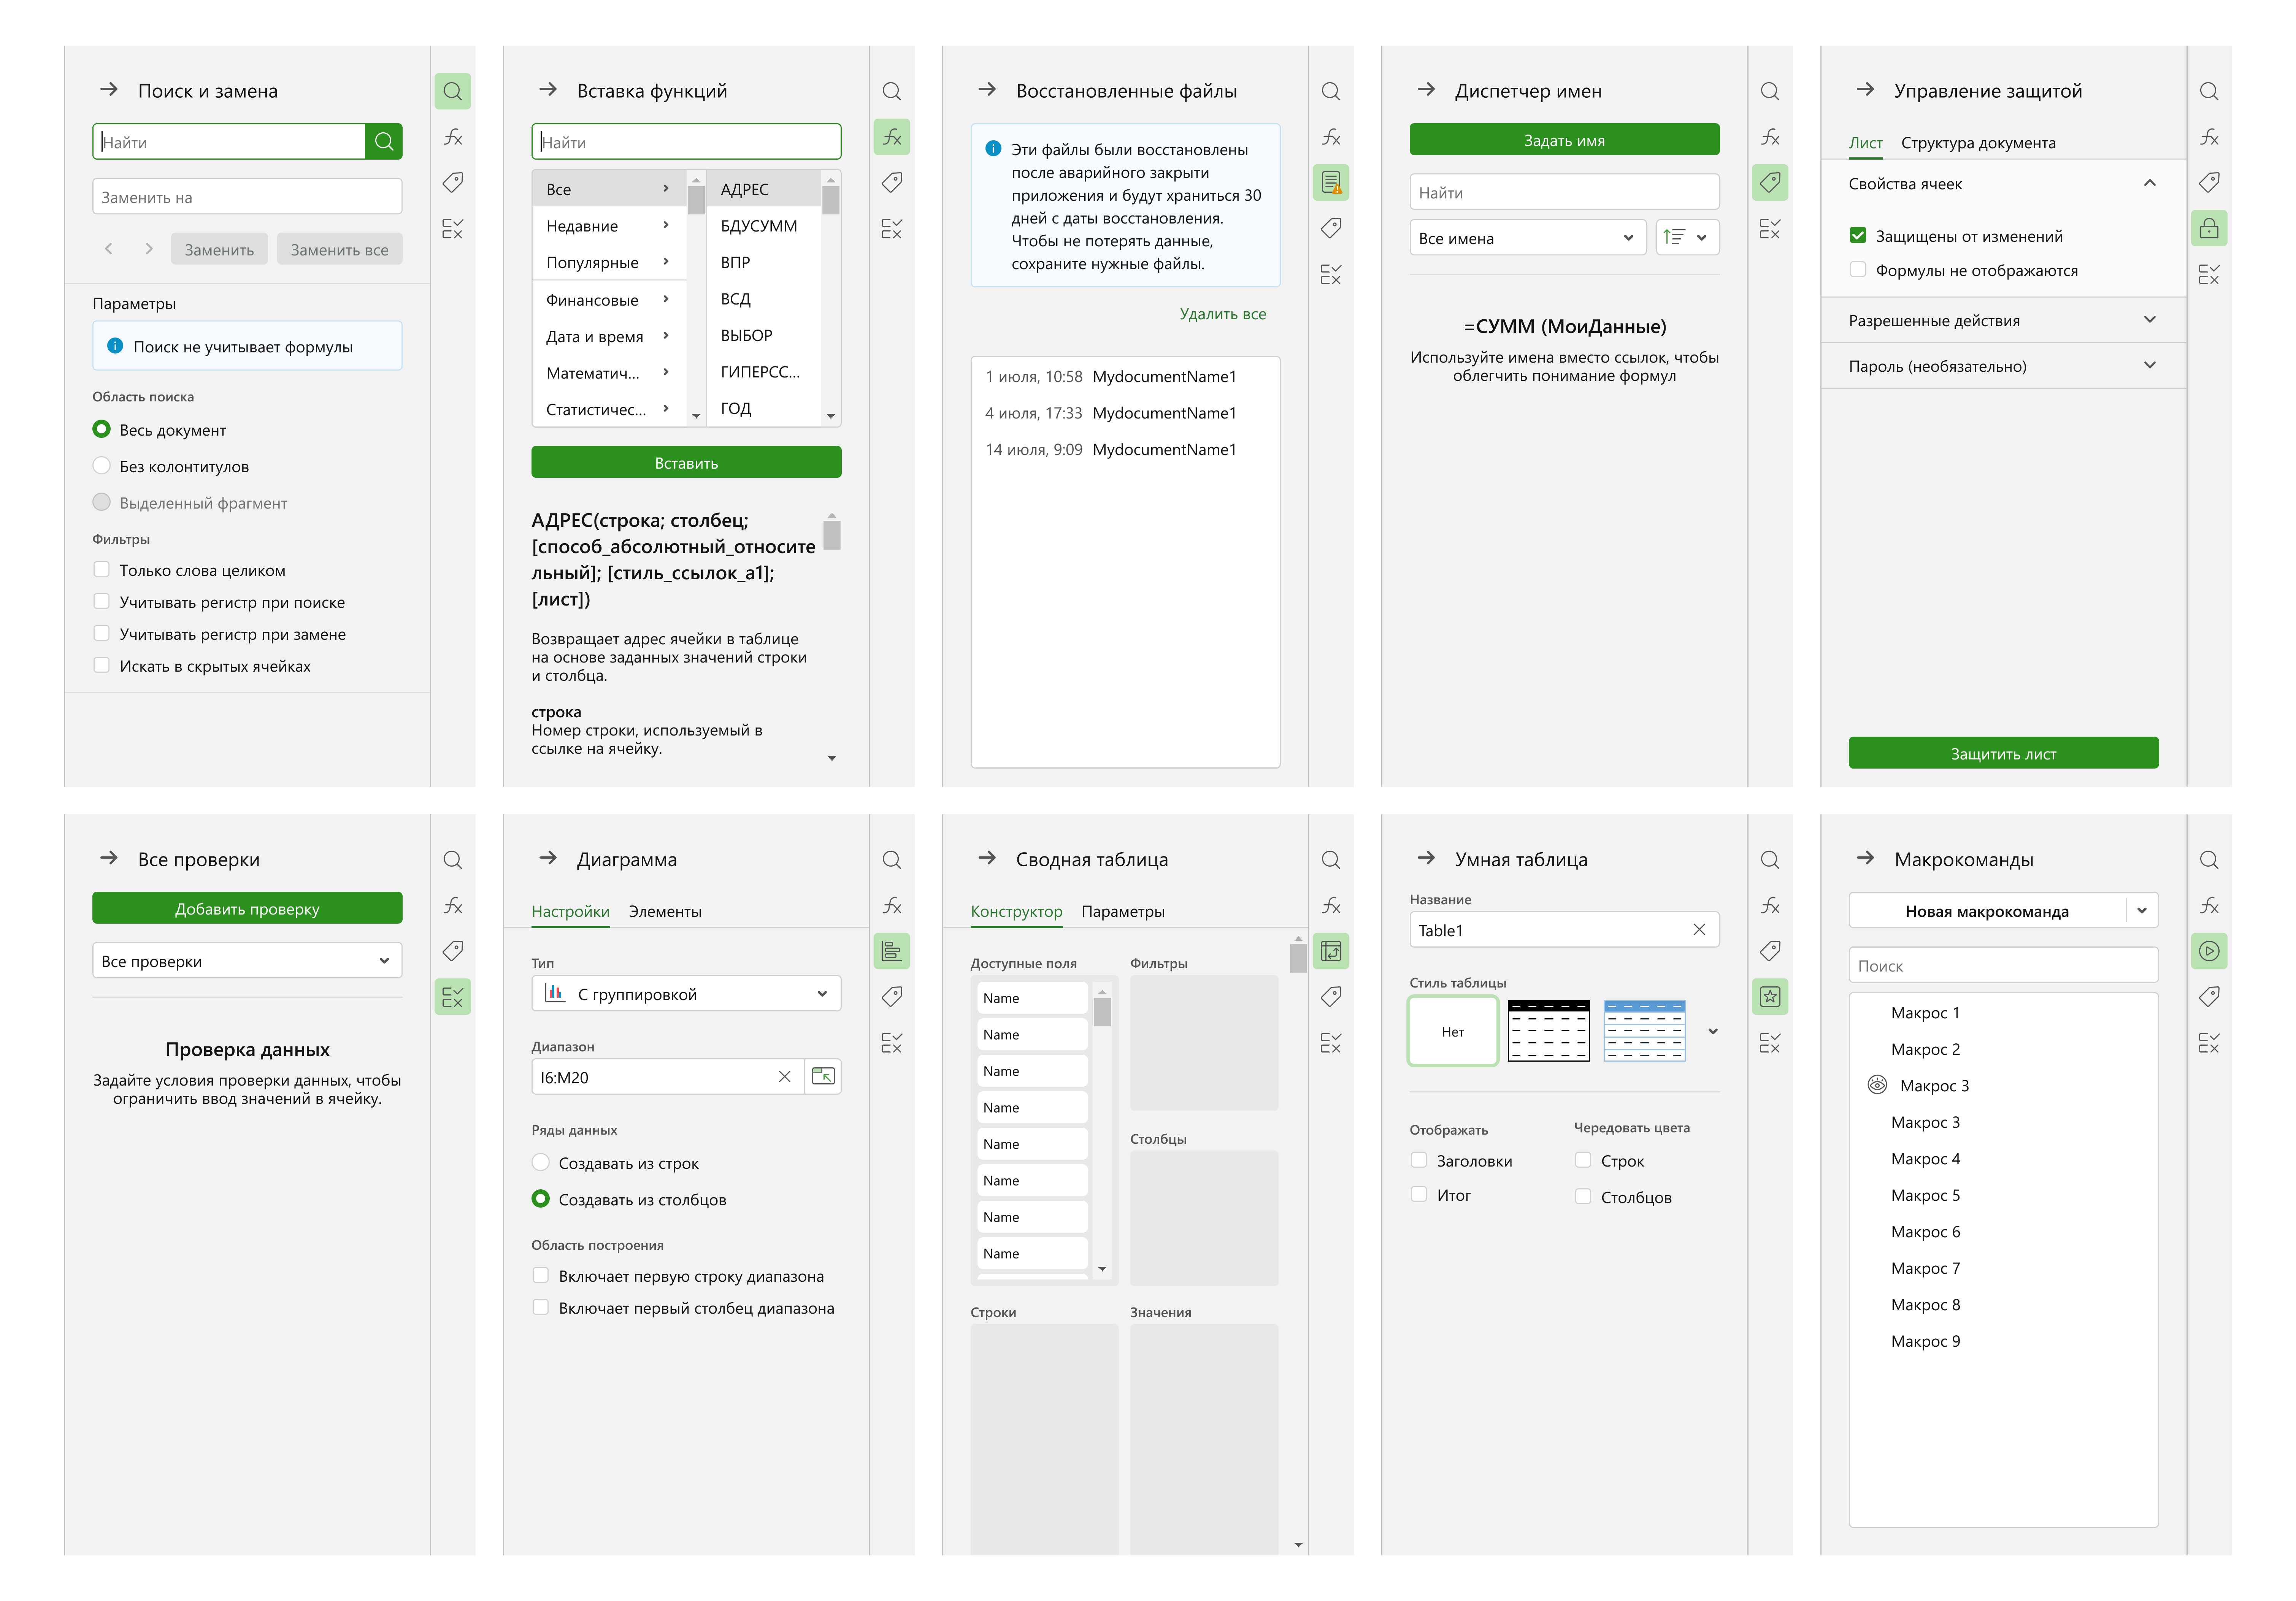 Поиск и замена
Найти
Заменить на
Заменить
Заменить все
Параметры
Поиск не учитывает формулы
Область поиска
Весь документ
Без колонтитулов
Выделенный фрагмент
Фильтры
Только слова целиком
Учитывать регистр при поиске
Учитывать регистр при замене
Искать в скрытых ячейках
Вставка функций
Найти
Все
Недавние
Популярные
Финансовые
Дата и время
Математич...
Статистичес...
АДРЕС
БДУСУММ
ВПР
ВСД
ВЫБОР
ГИПЕРСС...
ГОД
Вставить
АДРЕС(строка; столбец;
[способ_абсолютный_относите
льный]; [стиль_ссылок_а1];
[лист])
Возвращает адрес ячейки в таблице
на основе заданных значений строки
и столбца.
строка
Номер строки, используемый в
ссылке на ячейку.
Восстановленные файлы
Эти файлы были восстановлены
после аварийного закрыти
приложения и будут храниться 30
дней с даты восстановления.
Чтобы не потерять данные,
сохраните нужные файлы.
Удалить все
1 июля, 10:58 MydocumentName1
4 июля, 17:33 MydocumentName1
14 июля, 9:09 MydocumentName1
Диспетчер имен
Задать имя
Найти
Все имена
=СУММ (МоиДанные)
Используйте имена вместо ссылок, чтобы
облегчить понимание формул
Управление защитой
Лист Структура документа
Свойства ячеек
Защищены от изменений
Формулы не отображаются
Разрешенные действия
Пароль (необязательно)
Защитить лист
Все проверки
Добавить проверку
Все проверки
Проверка данных
Задайте условия проверки данных, чтобы
ограничить ввод значений в ячейку.
Диаграмма
Настройки Элементы
Тип
С группировкой
Диапазон
I6:M20
Ряды данных
Создавать из строк
Создавать из столбцов
Область построения
Включает первую строку диапазона
Включает первый столбец диапазона
Сводная таблица
Конструктор Параметры
Доступные поля
Name
Name
Name
Name
Name
Name
Name
Name
Фильтры
Столбцы
Строки
Значения
Умная таблица
Название
Table1
Стиль таблицы
Нет
Отображать
Заголовки
Итог
Чередовать цвета
Строк
Столбцов
Макрокоманды
Новая макрокоманда
Поиск
Макрос 1
Макрос 2
Макрос 3
Макрос 3
Макрос 4
Макрос 5
Макрос 6
Макрос 7
Макрос 8
Макрос 9